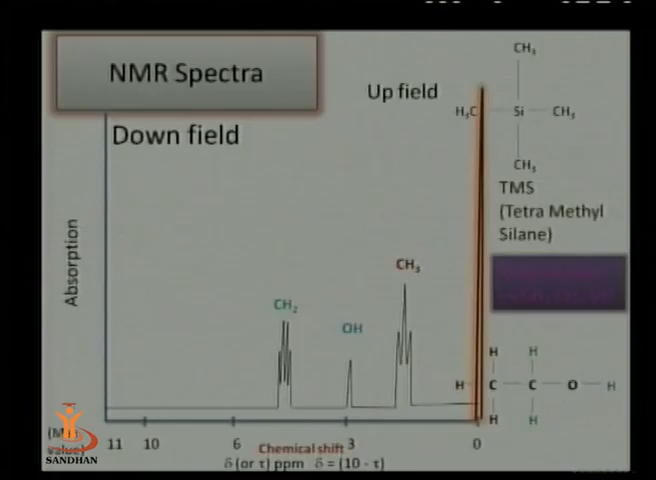 NMR Spectra
CH₃
Up field
H₃C
Si
CH₃
Down field
CH₃
TMS
(Tetra Methyl
Silane)
Absorption
CH₃
CH₂
OH
H H
H C C O H
H H
11 10 6 3 0
Chemical shift
δ (or τ) ppm δ = (10 - τ)
SANDHAN